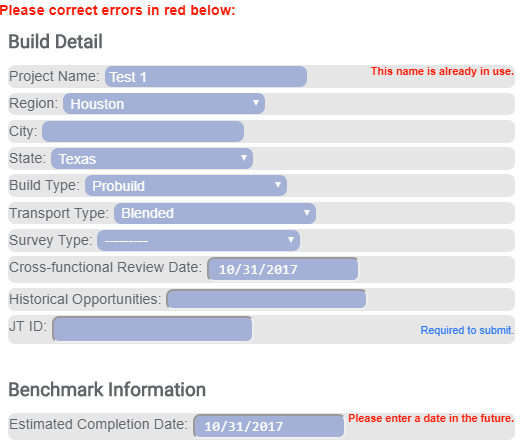 Please correct errors in red below:
Build Detail
Project Name: Test 1 This name is already in use.
Region: Houston
City:
State: Texas
Build Type: Probuild
Transport Type: Blended
Survey Type: ---------
Cross-functional Review Date: 10/31/2017
Historical Opportunities:
JT ID: Required to submit.
Benchmark Information
Estimated Completion Date: 10/31/2017 Please enter a date in the future.